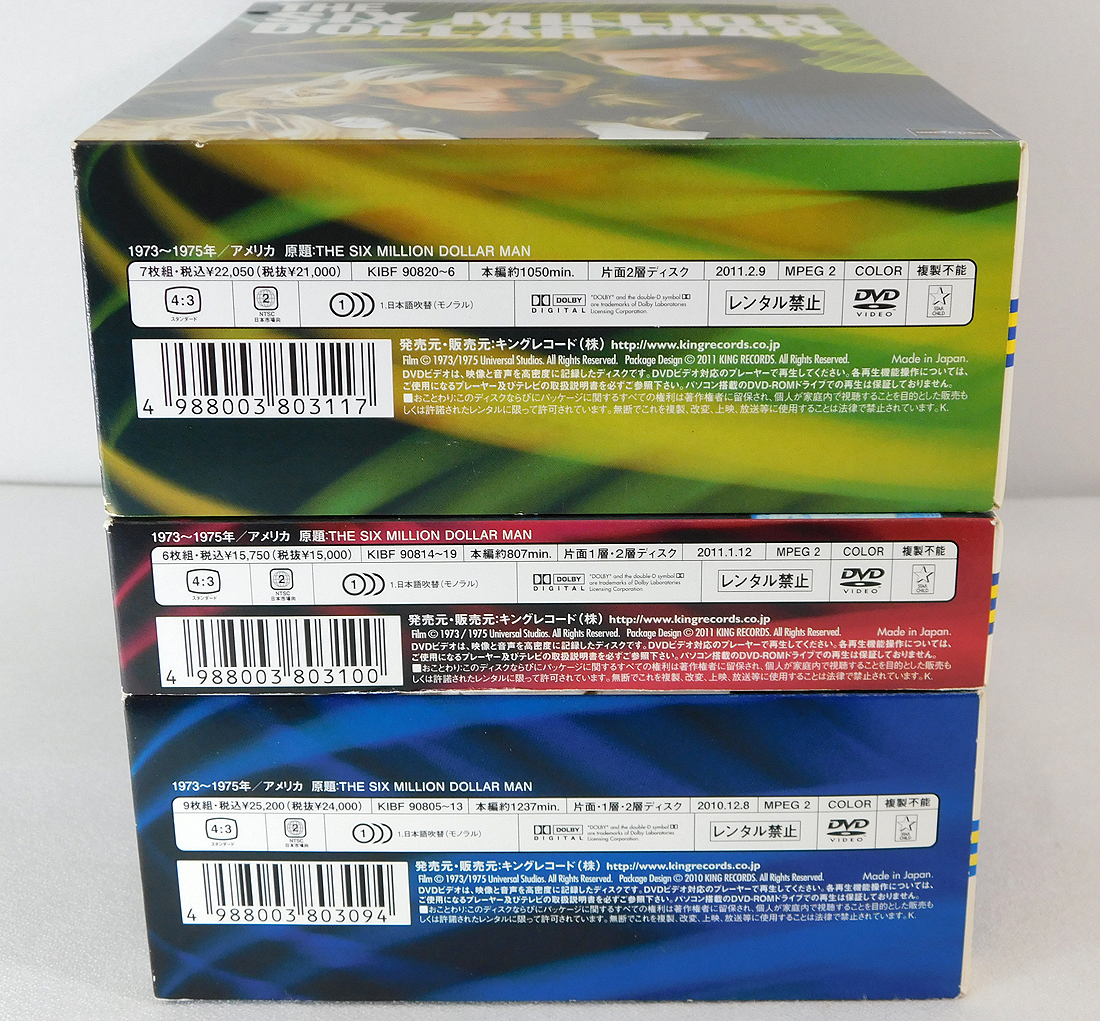 THE
SIX MILLION
DOLLAR MAN
1973〜1975年／アメリカ 原題:THE SIX MILLION DOLLAR MAN
7枚組・税込¥22,050(税抜¥21,000) KIBF 90820~6 本編約1050min. 片面2層ディスク 2011.2.9 MPEG 2 COLOR 複製不能
4:3 スタンダード 2 NTSC 日本市場向 1 1.日本語吹替(モノラル) DOLBY DIGITAL "DOLBY" and the double-D symbol are trademarks of Dolby Laboratories Licensing Corporation. レンタル禁止 DVD VIDEO STAR CHILD
発売元・販売元:キングレコード(株) http://www.kingrecords.co.jp
Film © 1973/1975 Universal Studios. All Rights Reserved. Package Design © 2011 KING RECORDS. All Rights Reserved. Made in Japan.
DVDビデオは、映像と音声を高密度に記録したディスクです。DVDビデオ対応のプレーヤーで再生してください。各再生機能操作については、
ご使用になるプレーヤー及びテレビの取扱説明書を必ずご参照下さい。パソコン搭載のDVD-ROMドライブでの再生は保証しておりません。
■おことわり:このディスクならびにパッケージに関するすべての権利は著作権者に留保され、個人が家庭内で視聴することを目的とした販売も
しくは許諾されたレンタルに限って許可されています。無断でこれを複製、改変、上映、放送等に使用することは法律で禁止されています。K.
4 988003 803117
1973〜1975年／アメリカ 原題:THE SIX MILLION DOLLAR MAN
6枚組・税込¥15,750(税抜¥15,000) KIBF 90814~19 本編約807min. 片面1層・2層ディスク 2011.1.12 MPEG 2 COLOR 複製不能
4:3 スタンダード 2 NTSC 日本市場向 1 1.日本語吹替(モノラル) DOLBY DIGITAL "DOLBY" and the double-D symbol are trademarks of Dolby Laboratories Licensing Corporation. レンタル禁止 DVD VIDEO STAR CHILD
発売元・販売元:キングレコード(株) http://www.kingrecords.co.jp
Film © 1973/1975 Universal Studios. All Rights Reserved. Package Design © 2011 KING RECORDS. All Rights Reserved. Made in Japan.
DVDビデオは、映像と音声を高密度に記録したディスクです。DVDビデオ対応のプレーヤーで再生してください。各再生機能操作については、
ご使用になるプレーヤー及びテレビの取扱説明書を必ずご参照下さい。パソコン搭載のDVD-ROMドライブでの再生は保証しておりません。
■おことわり:このディスクならびにパッケージに関するすべての権利は著作権者に留保され、個人が家庭内で視聴することを目的とした販売も
しくは許諾されたレンタルに限って許可されています。無断でこれを複製、改変、上映、放送等に使用することは法律で禁止されています。K.
4 988003 803100
1973〜1975年／アメリカ 原題:THE SIX MILLION DOLLAR MAN
9枚組・税込¥25,200(税抜¥24,000) KIBF 90805~13 本編約1237min. 片面・1層・2層ディスク 2010.12.8 MPEG 2 COLOR 複製不能
4:3 スタンダード 2 NTSC 日本市場向 1 1.日本語吹替(モノラル) DOLBY DIGITAL "DOLBY" and the double-D symbol are trademarks of Dolby Laboratories Licensing Corporation. レンタル禁止 DVD VIDEO STAR CHILD
発売元・販売元:キングレコード(株) http://www.kingrecords.co.jp
Film © 1973/1975 Universal Studios. All Rights Reserved. Package Design © 2010 KING RECORDS. All Rights Reserved. Made in Japan.
DVDビデオは、映像と音声を高密度に記録したディスクです。DVDビデオ対応のプレーヤーで再生してください。各再生機能操作については、
ご使用になるプレーヤー及びテレビの取扱説明書を必ずご参照下さい。パソコン搭載のDVD-ROMドライブでの再生は保証しておりません。
■おことわり:このディスクならびにパッケージに関するすべての権利は著作権者に留保され、個人が家庭内で視聴することを目的とした販売も
しくは許諾されたレンタルに限って許可されています。無断でこれを複製、改変、上映、放送等に使用することは法律で禁止されています。K.
4 988003 803094